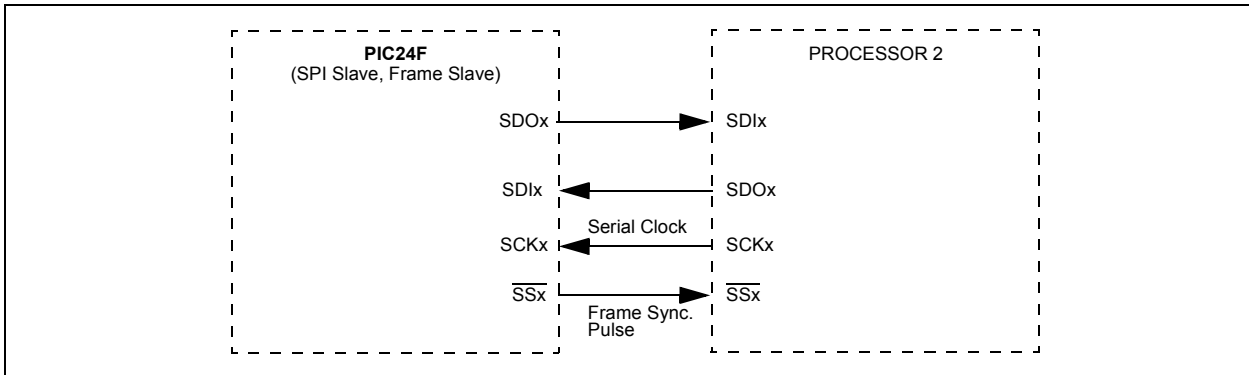 PIC24F
(SPI Slave, Frame Slave)
PROCESSOR 2
SDOx
SDIx
SDIx
SDOx
Serial Clock
SCKx
SCKx
SSx
SSx
Frame Sync.
Pulse